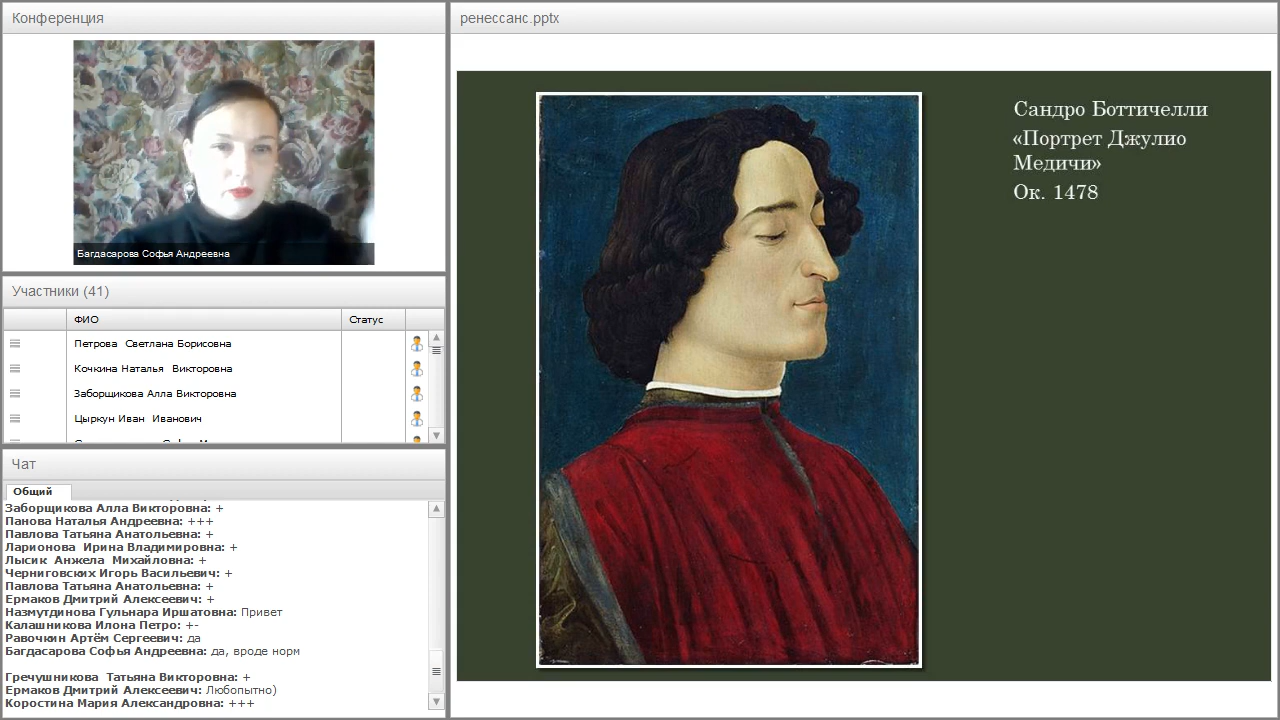 Конференция
Багдасарова Софья Андреевна
Участники (41)
ФИО Статус
Петрова Светлана Борисовна
Кочкина Наталья Викторовна
Заборщикова Алла Викторовна
Цыркун Иван Иванович
Чат
Общий
Заборщикова Алла Викторовна: +
Панова Наталья Андреевна: +++
Павлова Татьяна Анатольевна: +
Ларионова Ирина Владимировна: +
Лысик Анжела Михайловна: +
Черниговских Игорь Васильевич: +
Павлова Татьяна Анатольевна: +
Ермаков Дмитрий Алексеевич: +
Назмутдинова Гульнара Иршатовна: Привет
Калашникова Илона Петро: +-
Равочкин Артём Сергеевич: да
Багдасарова Софья Андреевна: да, вроде норм
Гречушникова Татьяна Викторовна: +
Ермаков Дмитрий Алексеевич: Любопытно)
Коростина Мария Александровна: +++
ренессанс.pptx
Сандро Боттичелли
«Портрет Джулио
Медичи»
Ок. 1478